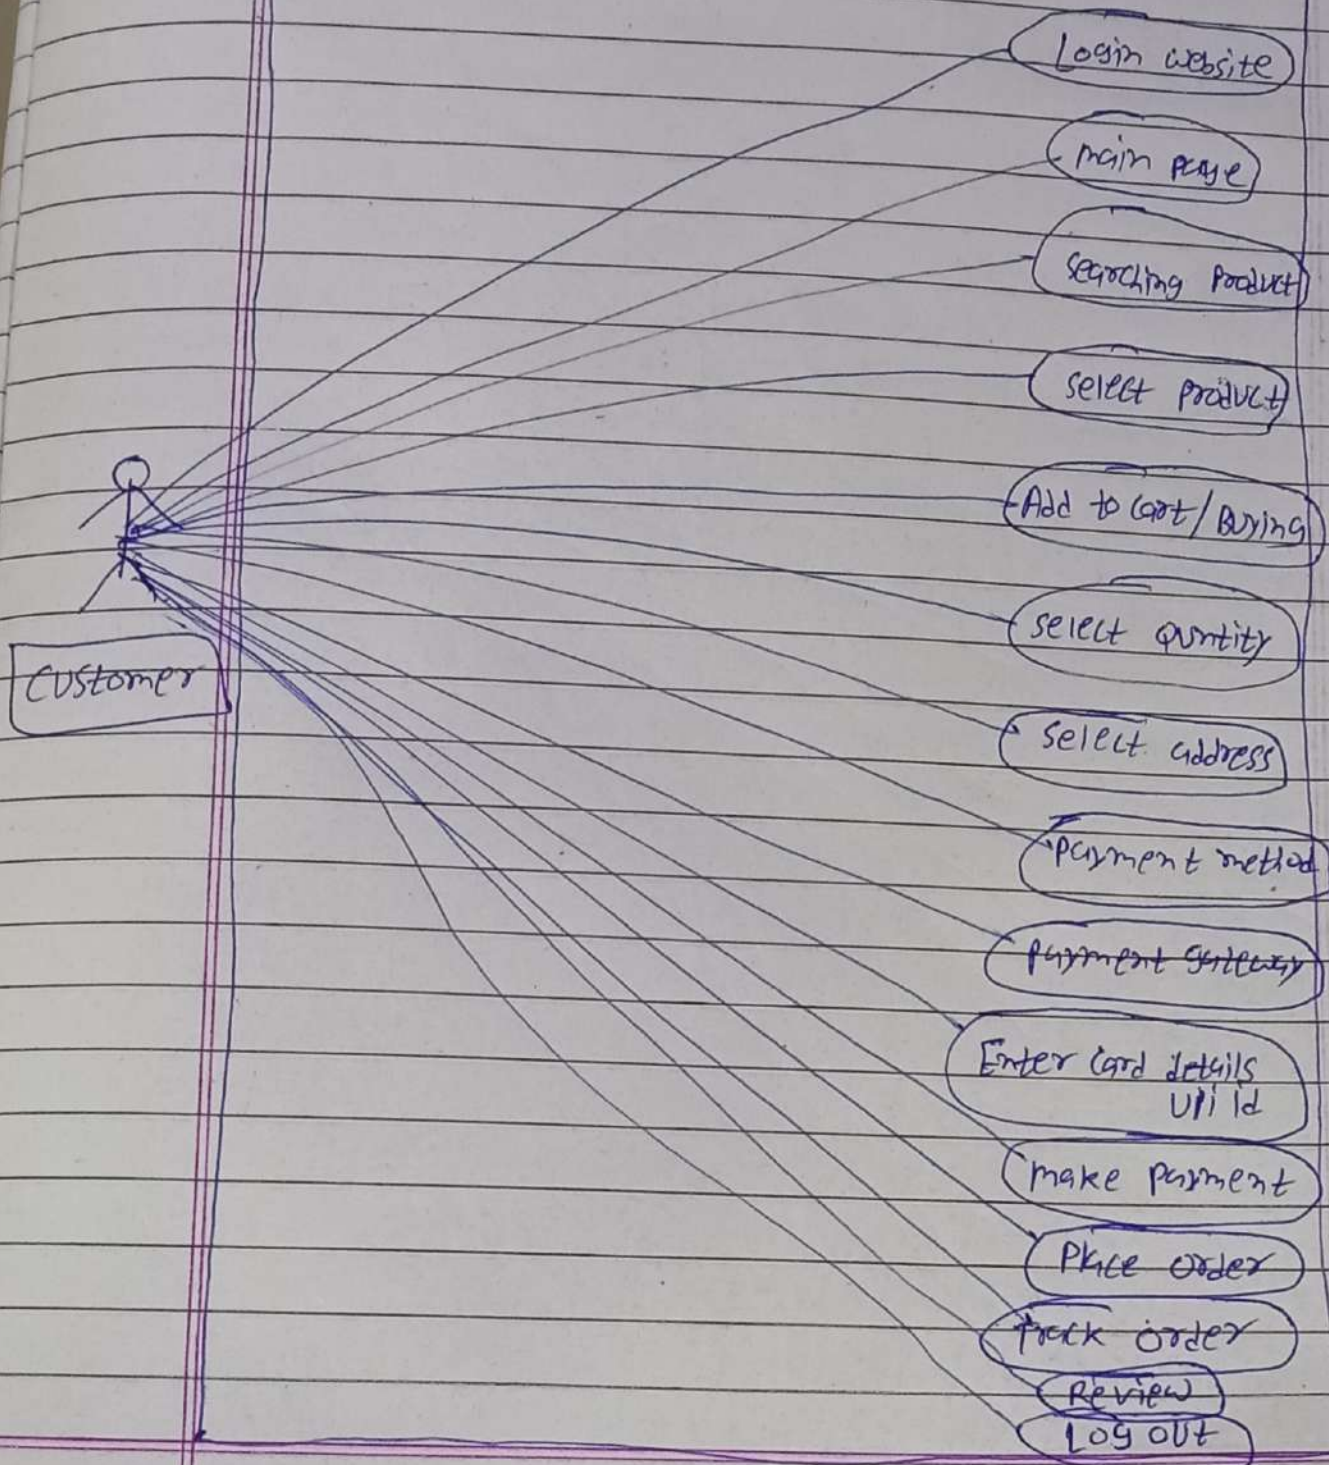 Login website
main page
searching product
select product
Add to cart/Buying
select quntity
CUSTOMER
select address
payment method
payment gateway
Enter card details
UPi id
make payment
Place order
Track order
Review
Log out